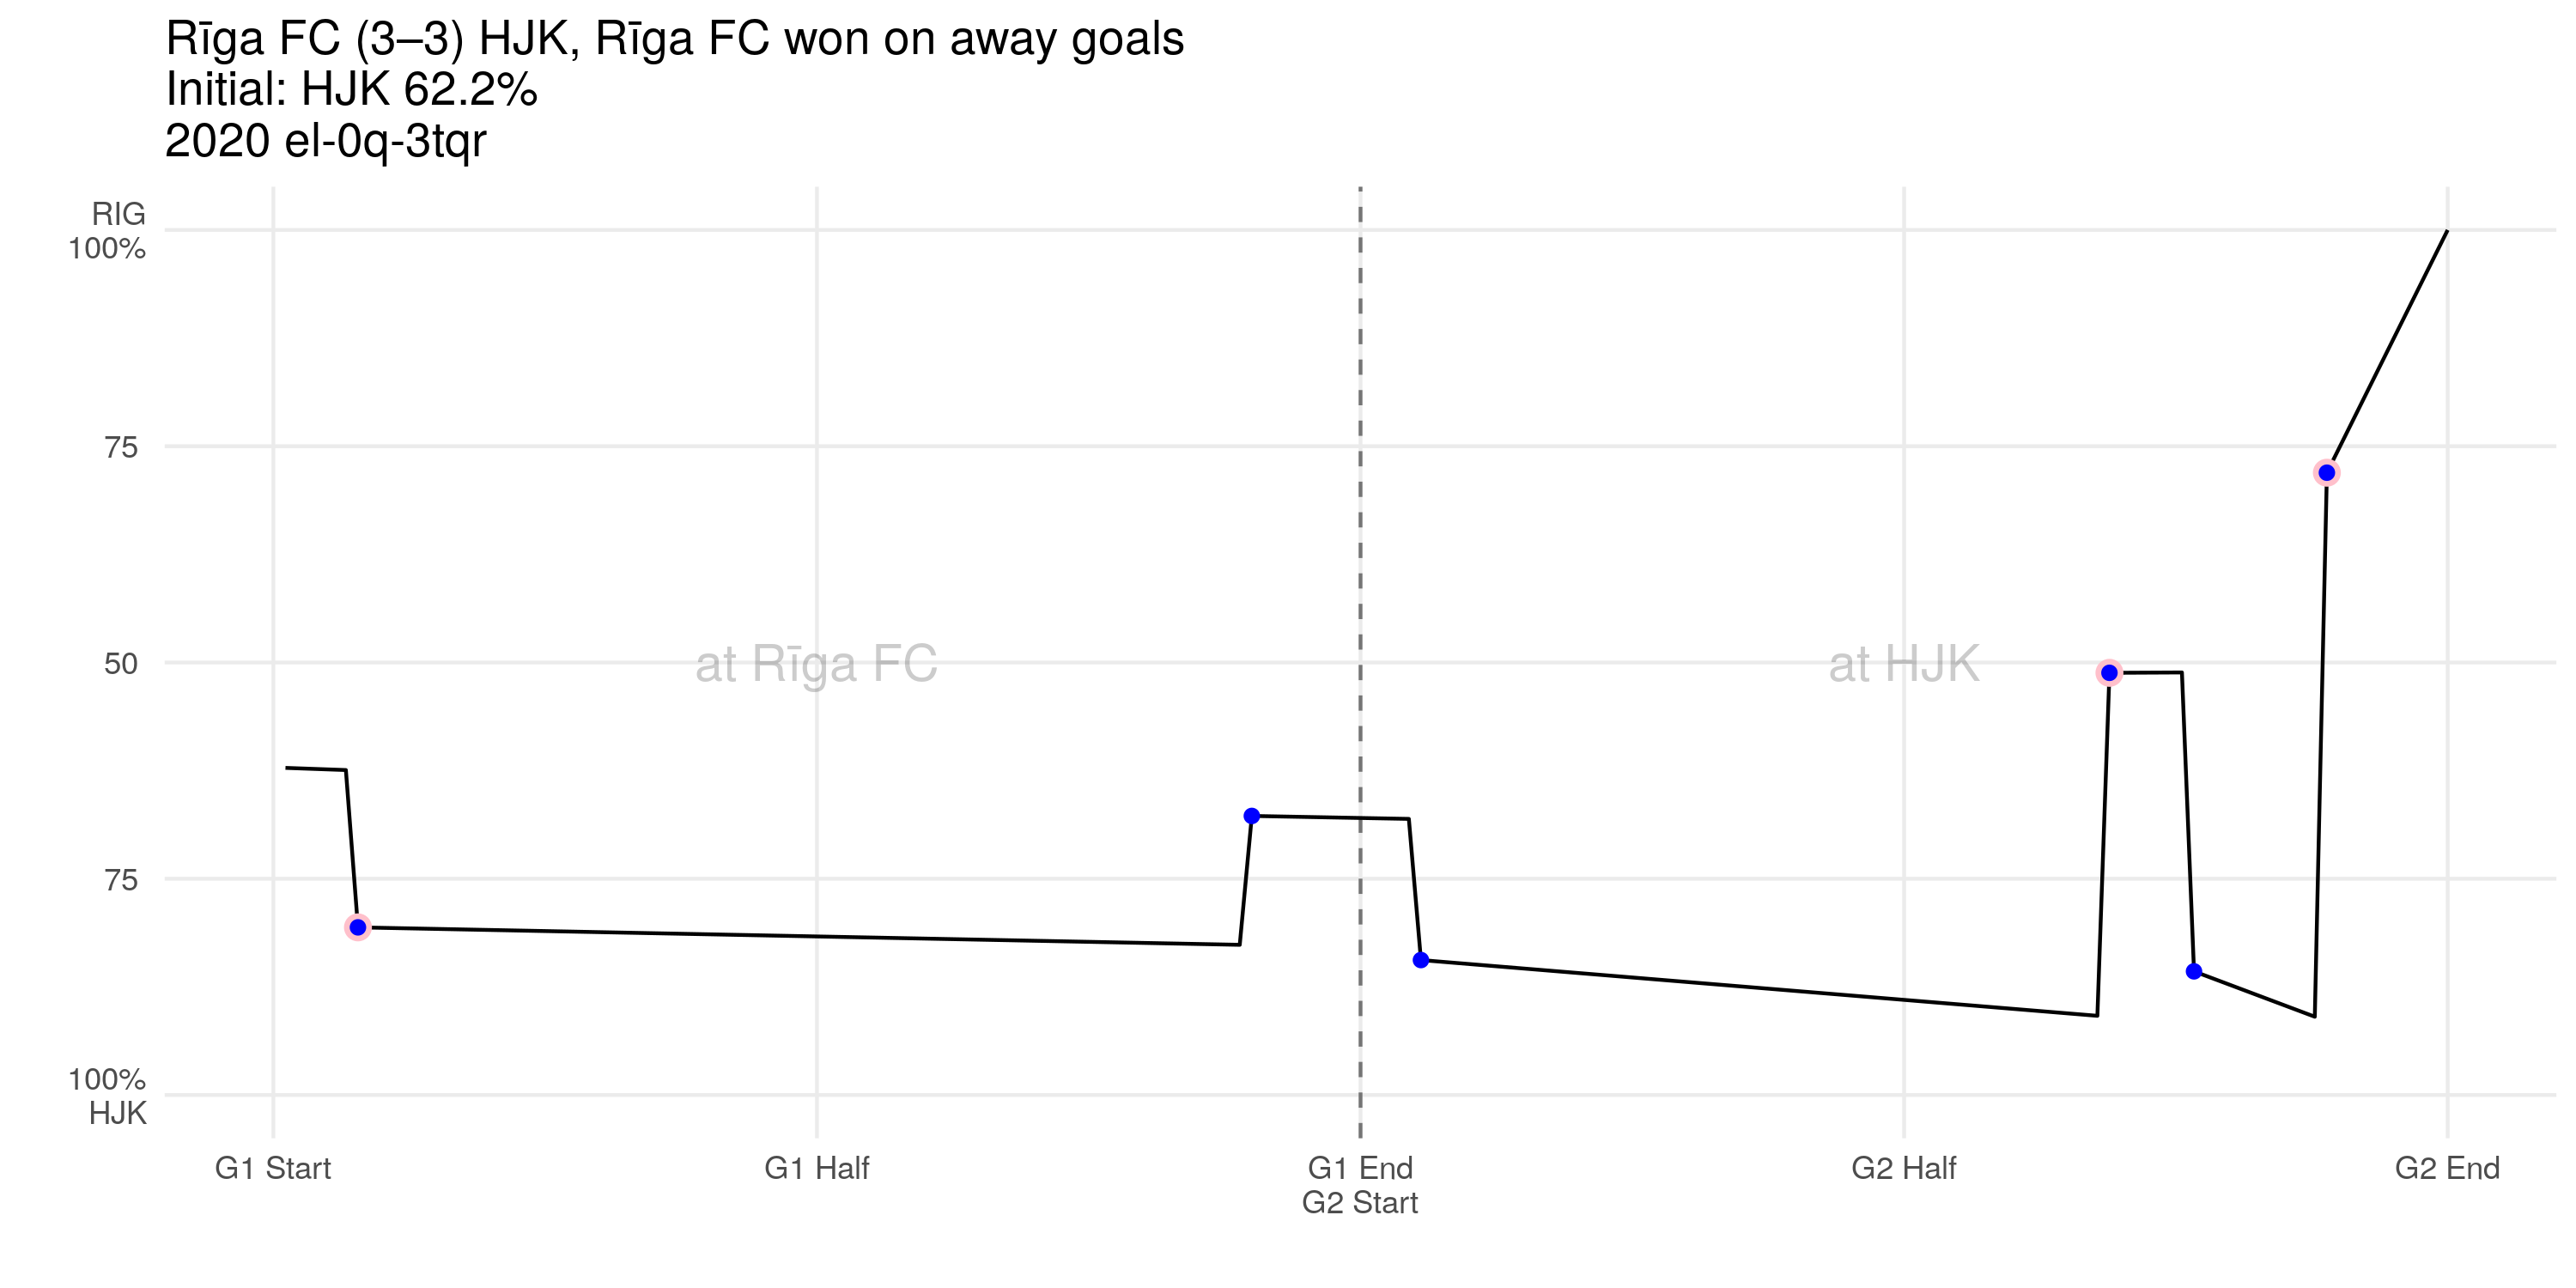 Rīga FC (3–3) HJK, Rīga FC won on away goals
Initial: HJK 62.2%
2020 el-0q-3tqr
RIG
100%
75
50
75
100%
HJK
at Rīga FC
at HJK
G1 Start
G1 Half
G1 End
G2 Start
G2 Half
G2 End